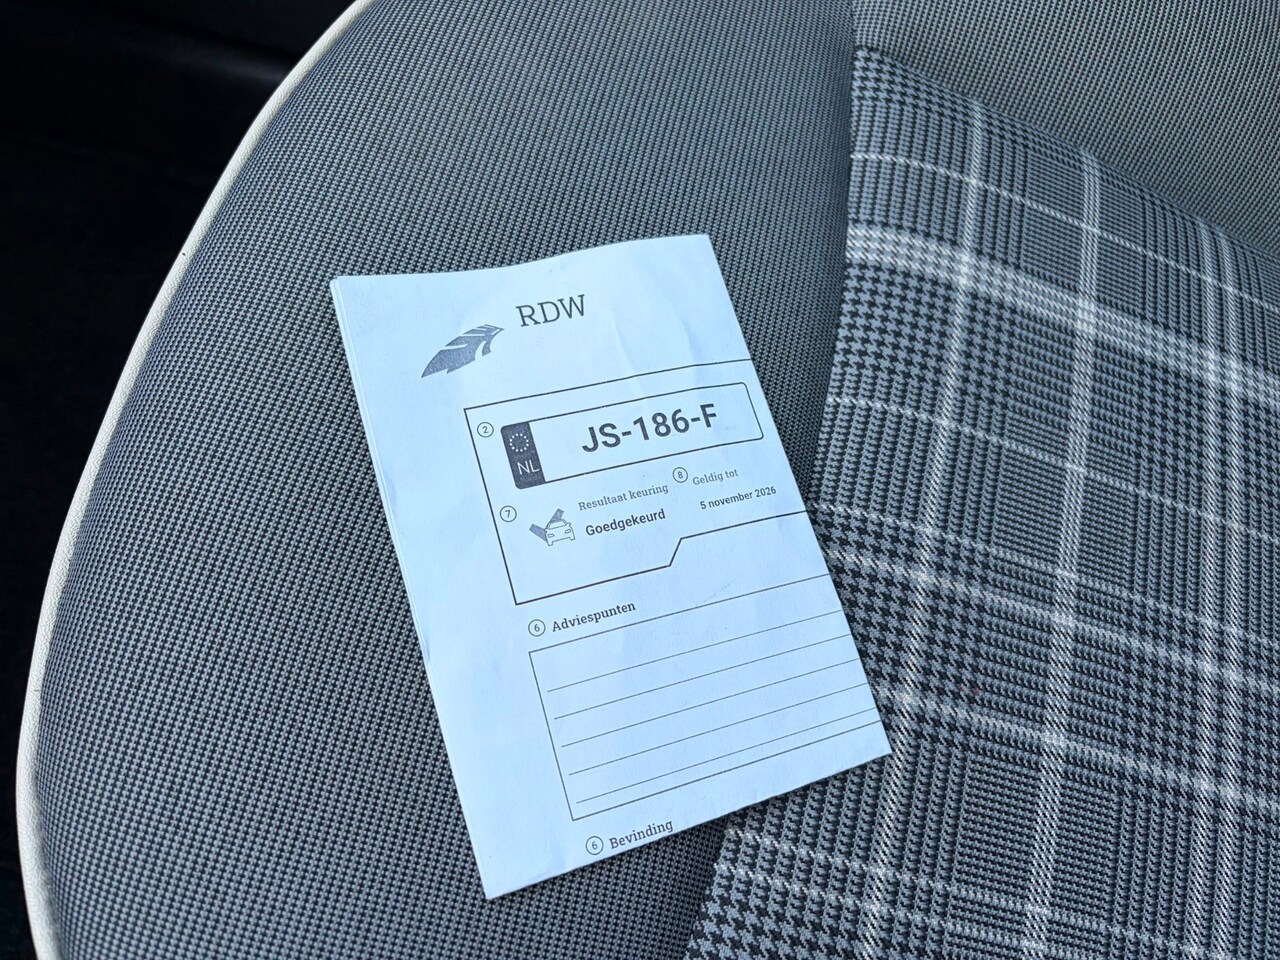 RDW
2
NL
JS-186-F
7
Resultaat keuring
Goedgekeurd
8
Geldig tot
5 november 2026
6 Adviespunten
6 Bevinding